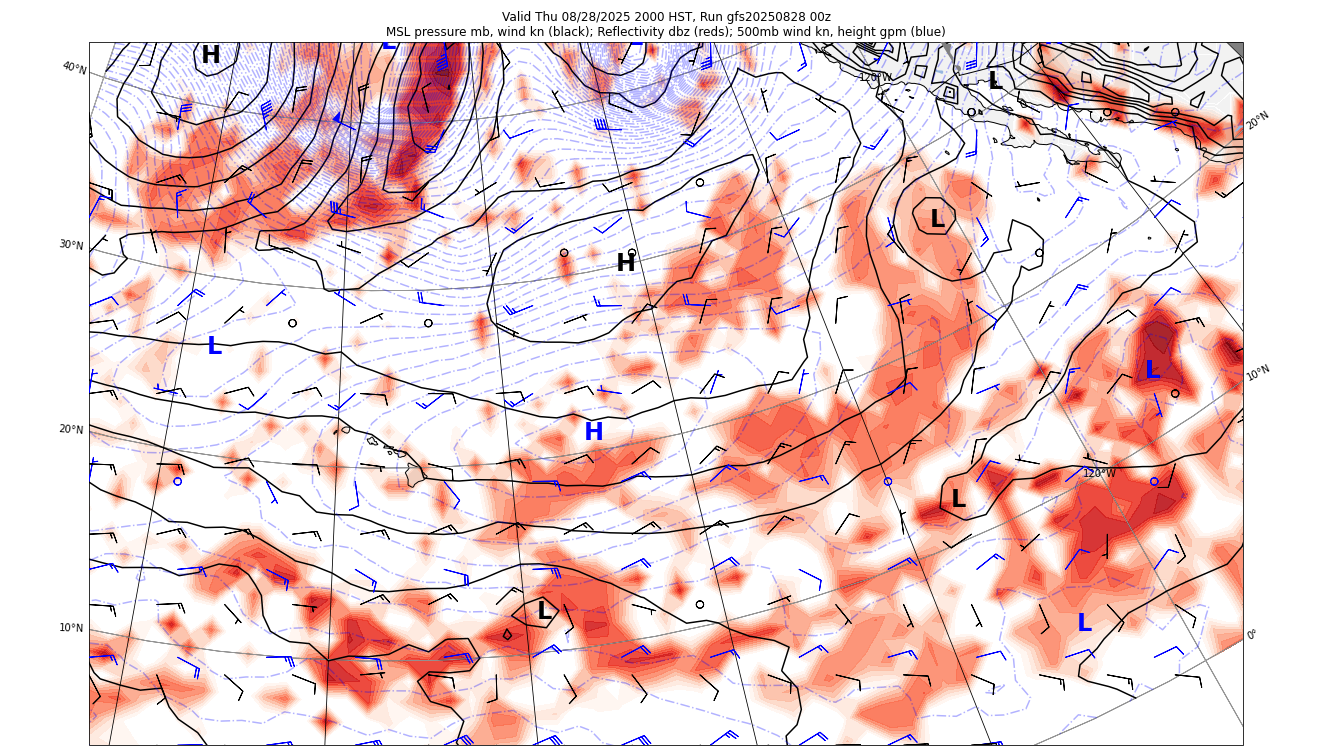 Valid Thu 08/28/2025 2000 HST, Run gfs20250828 00z
MSL pressure mb, wind kn (black); Reflectivity dbz (reds); 500mb wind kn, height gpm (blue)
H
L
L
L
120°W
40°N
20°N
L
30°N
H
L
10°N
L
20°N
H
120°W
L
L
L
10°N
0°